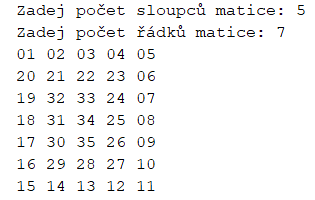 Zadej počet sloupců matice: 5
Zadej počet řádků matice: 7
01 02 03 04 05
20 21 22 23 06
19 32 33 24 07
18 31 34 25 08
17 30 35 26 09
16 29 28 27 10
15 14 13 12 11